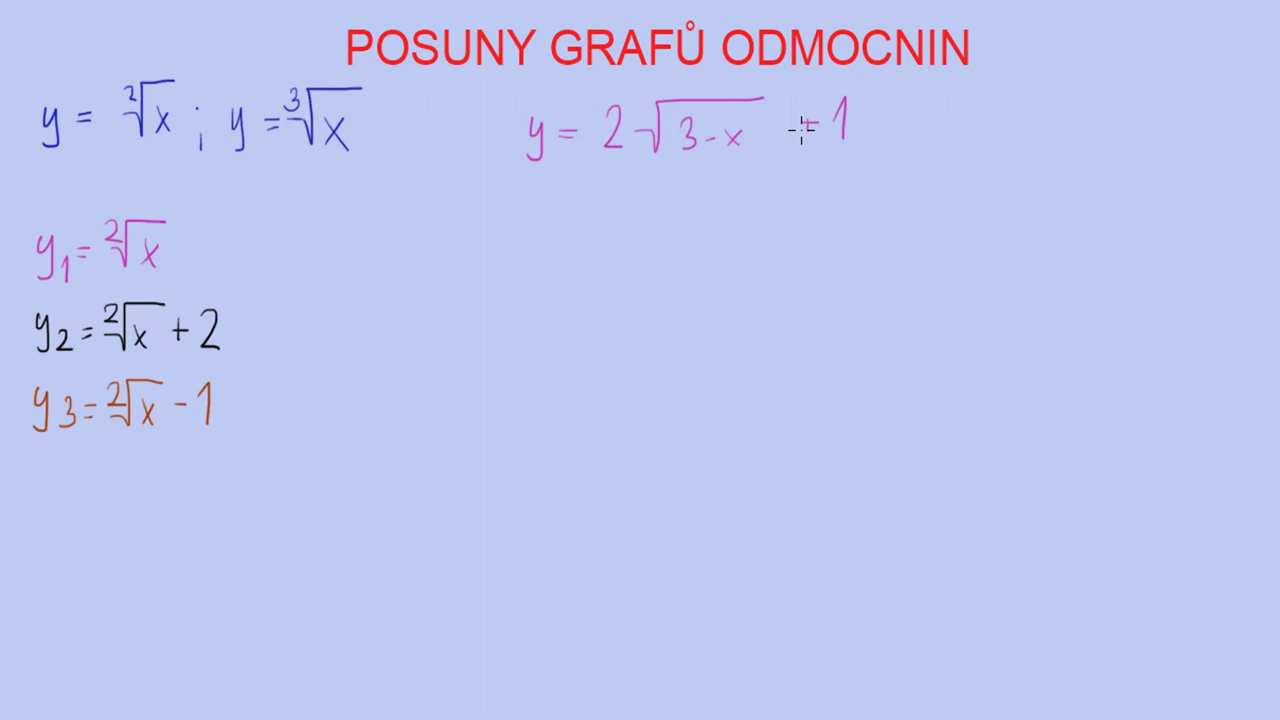 POSUNY GRAFŮ ODMOCNIN
y = ²√x ; y = ³√x
y = 2√(3-x) + 1
y₁ = ²√x
y₂ = ²√x + 2
y₃ = ²√x - 1